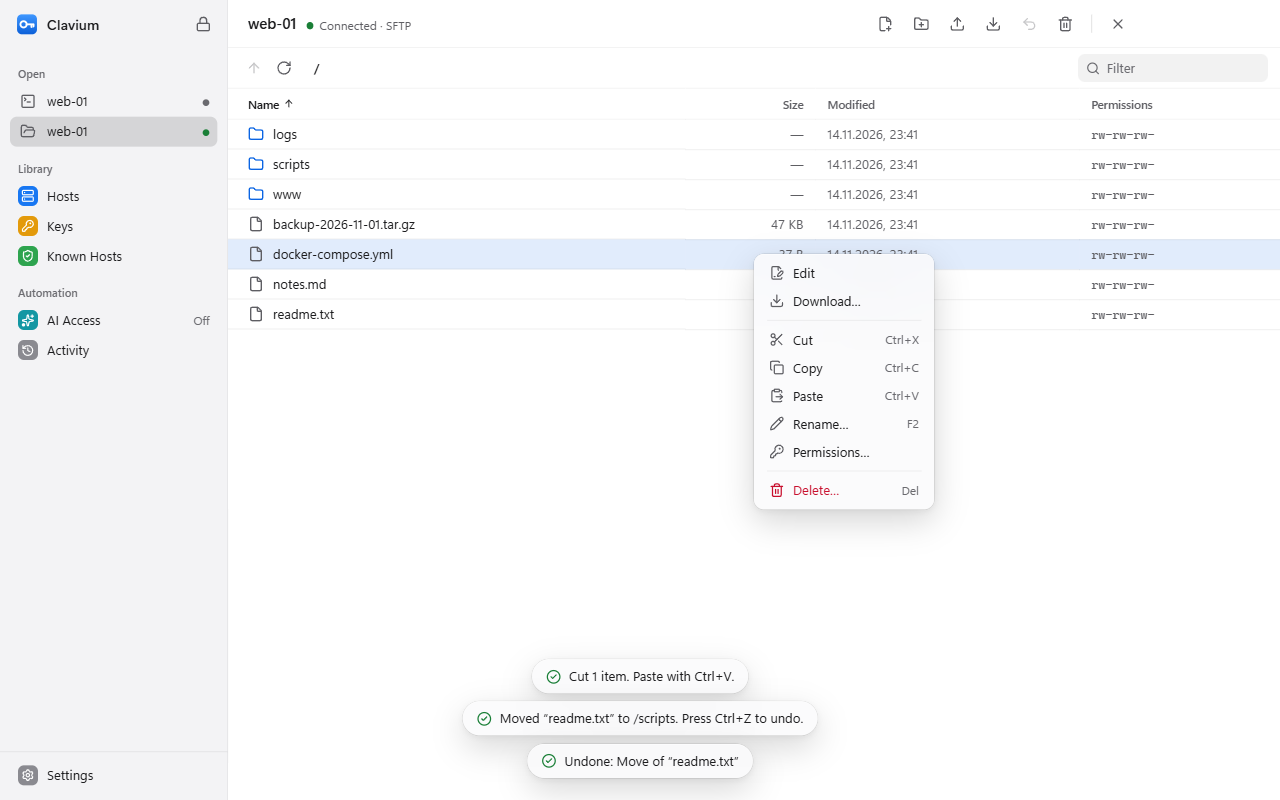 Clavium
web-01
Connected · SFTP
Open
web-01
web-01
/
Filter
Name
Size
Modified
Permissions
logs
—
14.11.2026, 23:41
rw-rw-rw-
scripts
—
14.11.2026, 23:41
rw-rw-rw-
www
—
14.11.2026, 23:41
rw-rw-rw-
backup-2026-11-01.tar.gz
47 KB
14.11.2026, 23:41
rw-rw-rw-
docker-compose.yml
37 B
14.11.2026, 23:41
rw-rw-rw-
notes.md
rw-rw-rw-
readme.txt
rw-rw-rw-
Library
Hosts
Keys
Known Hosts
Automation
AI Access
Off
Activity
Settings
Edit
Download...
Cut
Ctrl+X
Copy
Ctrl+C
Paste
Ctrl+V
Rename...
F2
Permissions...
Delete...
Del
Cut 1 item. Paste with Ctrl+V.
Moved “readme.txt” to /scripts. Press Ctrl+Z to undo.
Undone: Move of “readme.txt”